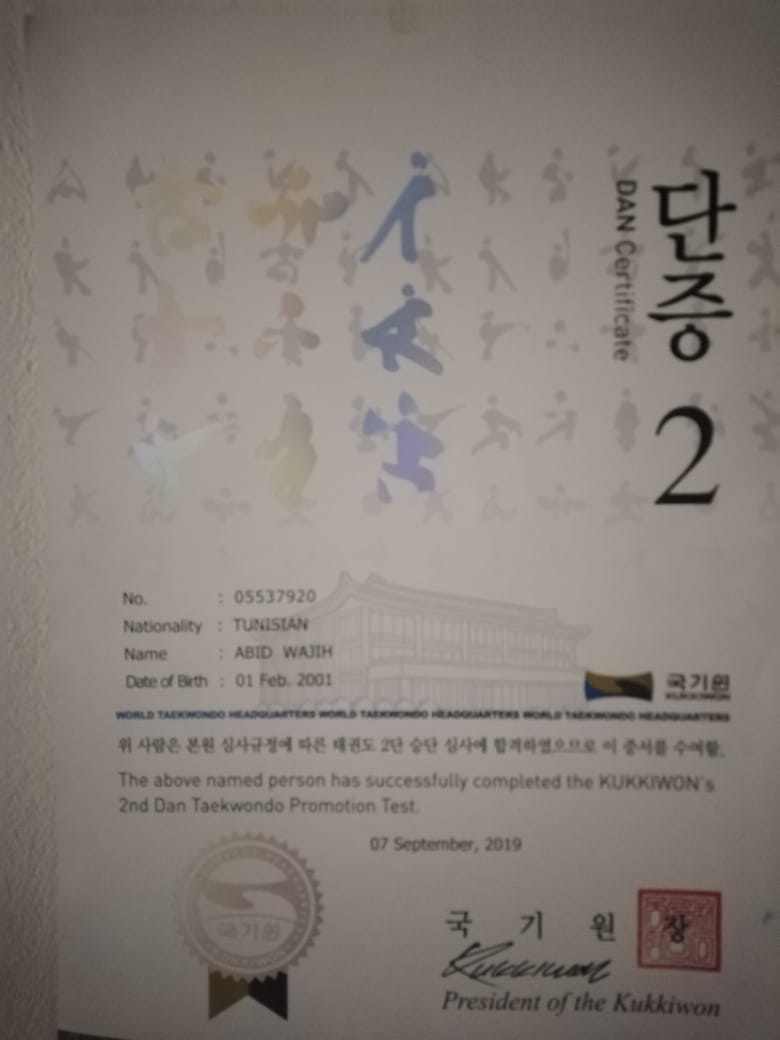 단증 2
DAN Certificate
No. : 05537920
Nationality : TUNISIAN
Name : ABID WAJIH
Date of Birth : 01 Feb. 2001
국기원
KUKKIWON
WORLD TAEKWONDO HEADQUARTERS WORLD TAEKWONDO HEADQUARTERS WORLD TAEKWONDO HEADQUARTERS
위 사람은 본원 심사규정에 따른 태권도 2단 승단 심사에 합격하였으므로 이 증서를 수여함.
The above named person has successfully completed the KUKKIWON's
2nd Dan Taekwondo Promotion Test.
07 September, 2019
국기원
KUKKIWON
국 기 원 장
Kukkiwon
President of the Kukkiwon